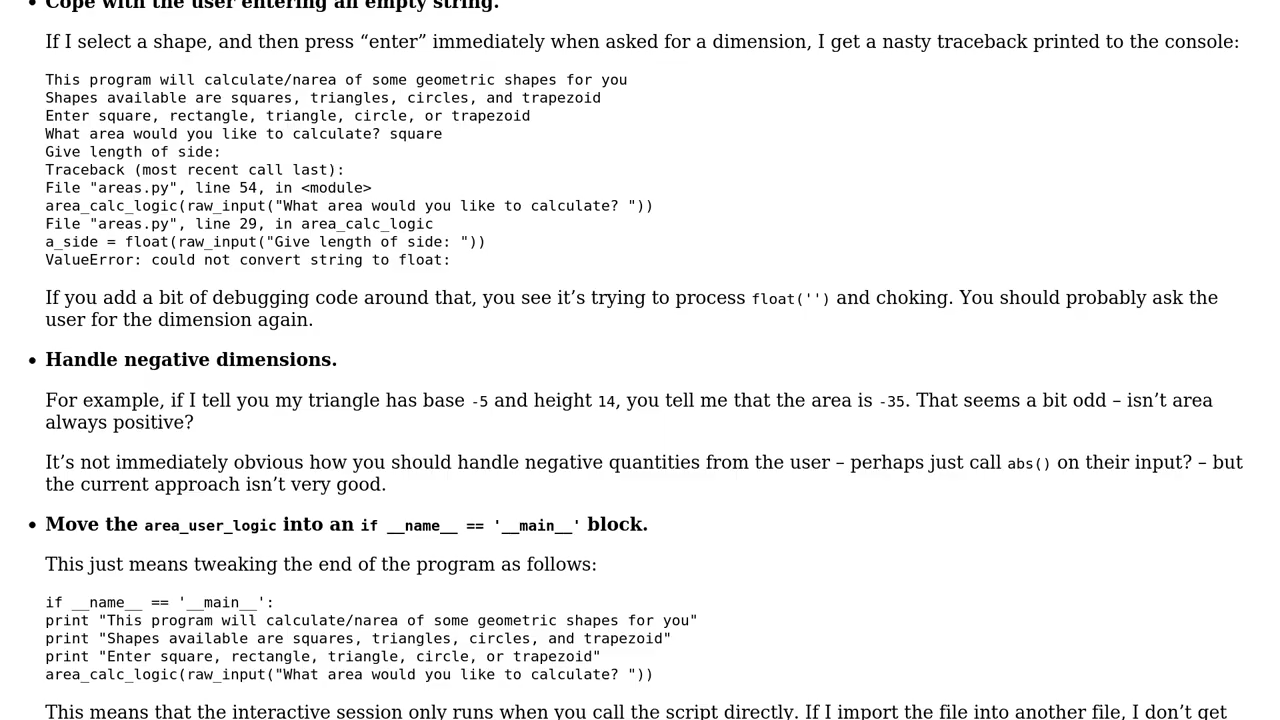 • Cope with the user entering an empty string.
If I select a shape, and then press “enter” immediately when asked for a dimension, I get a nasty traceback printed to the console:
This program will calculate/narea of some geometric shapes for you
Shapes available are squares, triangles, circles, and trapezoid
Enter square, rectangle, triangle, circle, or trapezoid
What area would you like to calculate? square
Give length of side:
Traceback (most recent call last):
File "areas.py", line 54, in <module>
area_calc_logic(raw_input("What area would you like to calculate? "))
File "areas.py", line 29, in area_calc_logic
a_side = float(raw_input("Give length of side: "))
ValueError: could not convert string to float:
If you add a bit of debugging code around that, you see it’s trying to process float('') and choking. You should probably ask the
user for the dimension again.
• Handle negative dimensions.
For example, if I tell you my triangle has base -5 and height 14, you tell me that the area is -35. That seems a bit odd – isn’t area
always positive?
It’s not immediately obvious how you should handle negative quantities from the user – perhaps just call abs() on their input? – but
the current approach isn’t very good.
• Move the area_user_logic into an if __name__ == '__main__' block.
This just means tweaking the end of the program as follows:
if __name__ == '__main__':
print "This program will calculate/narea of some geometric shapes for you"
print "Shapes available are squares, triangles, circles, and trapezoid"
print "Enter square, rectangle, triangle, circle, or trapezoid"
area_calc_logic(raw_input("What area would you like to calculate? "))
This means that the interactive session only runs when you call the script directly. If I import the file into another file, I don’t get